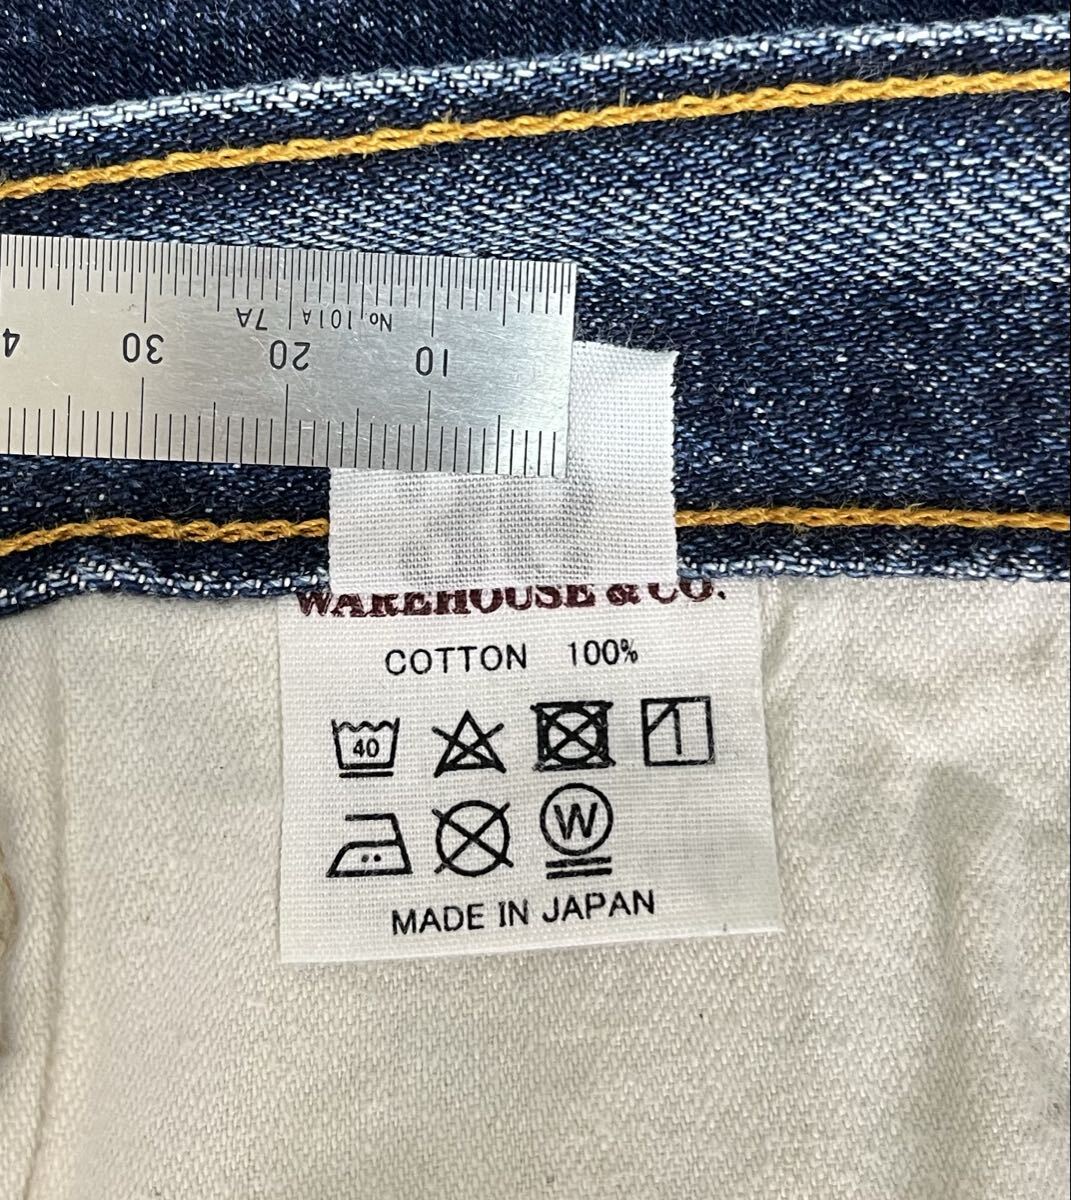 4 30 20 10
No. 101A 7A
WAREHOUSE & CO.
COTTON 100%
40
W
MADE IN JAPAN